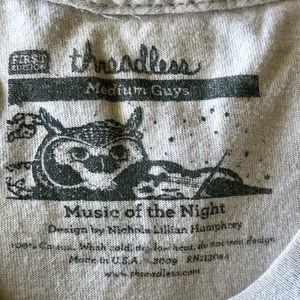 FIRST EDITION
threadless
Medium Guys
Music of the Night
Design by Nichole Lillian Hamphrey
100% Cotton. Wash cold, dry low heat, do not iron design.
Made in U.S.A. © 2009
www.threadless.com